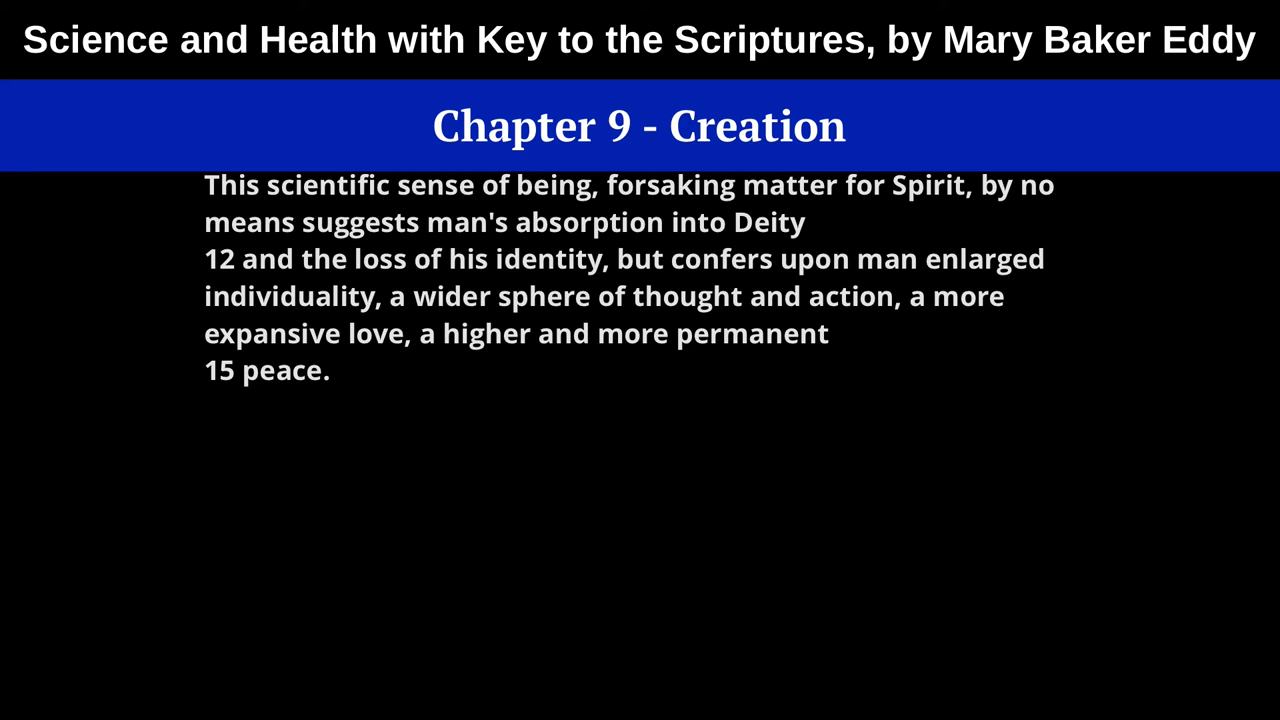 Science and Health with Key to the Scriptures, by Mary Baker Eddy
Chapter 9 - Creation
This scientific sense of being, forsaking matter for Spirit, by no
means suggests man's absorption into Deity
12 and the loss of his identity, but confers upon man enlarged
individuality, a wider sphere of thought and action, a more
expansive love, a higher and more permanent
15 peace.